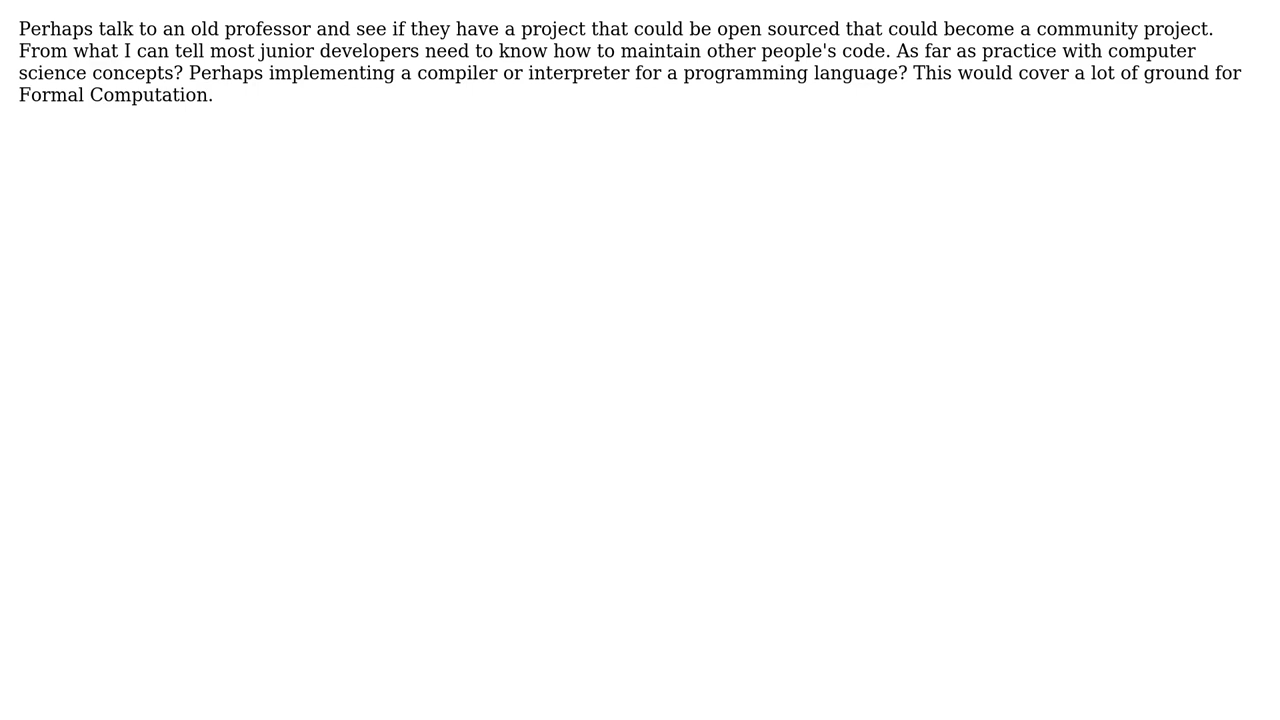 Perhaps talk to an old professor and see if they have a project that could be open sourced that could become a community project.
From what I can tell most junior developers need to know how to maintain other people's code. As far as practice with computer
science concepts? Perhaps implementing a compiler or interpreter for a programming language? This would cover a lot of ground for
Formal Computation.